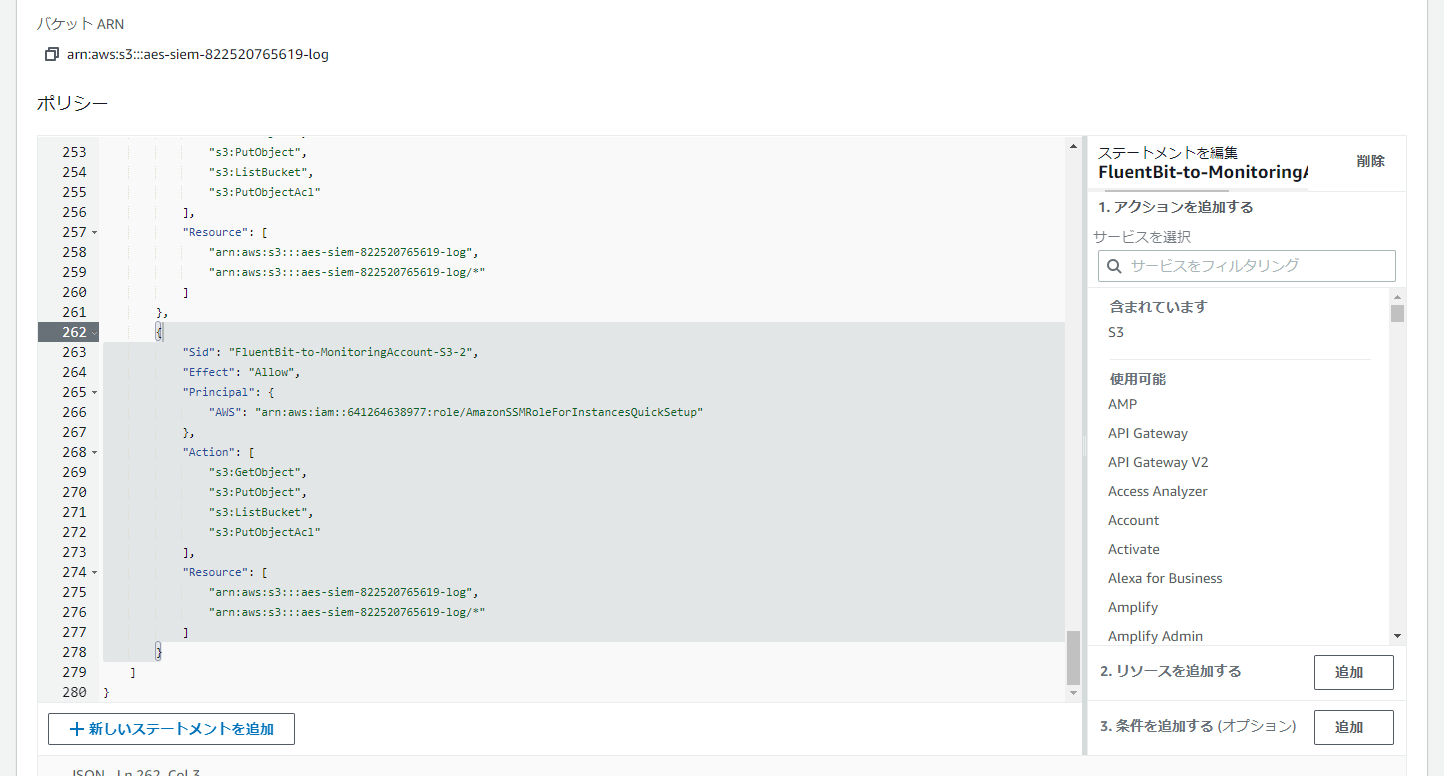 バケット ARN
arn:aws:s3:::aes-siem-822520765619-log
ポリシー
253 "s3:PutObject",
254 "s3:ListBucket",
255 "s3:PutObjectAcl"
256 ],
257 "Resource": [
258 "arn:aws:s3:::aes-siem-822520765619-log",
259 "arn:aws:s3:::aes-siem-822520765619-log/*"
260 ]
261 },
262 {
263 "Sid": "FluentBit-to-MonitoringAccount-S3-2",
264 "Effect": "Allow",
265 "Principal": {
266 "AWS": "arn:aws:iam::641264638977:role/AmazonSSMRoleForInstancesQuickSetup"
267 },
268 "Action": [
269 "s3:GetObject",
270 "s3:PutObject",
271 "s3:ListBucket",
272 "s3:PutObjectAcl"
273 ],
274 "Resource": [
275 "arn:aws:s3:::aes-siem-822520765619-log",
276 "arn:aws:s3:::aes-siem-822520765619-log/*"
277 ]
278 }
279 ]
280 }
+ 新しいステートメントを追加
JSON Ln 262, Col 3
ステートメントを編集
FluentBit-to-MonitoringA
削除
1. アクションを追加する
サービスを選択
サービスをフィルタリング
含まれています
S3
使用可能
AMP
API Gateway
API Gateway V2
Access Analyzer
Account
Activate
Alexa for Business
Amplify
Amplify Admin
2. リソースを追加する
追加
3. 条件を追加する (オプション)
追加